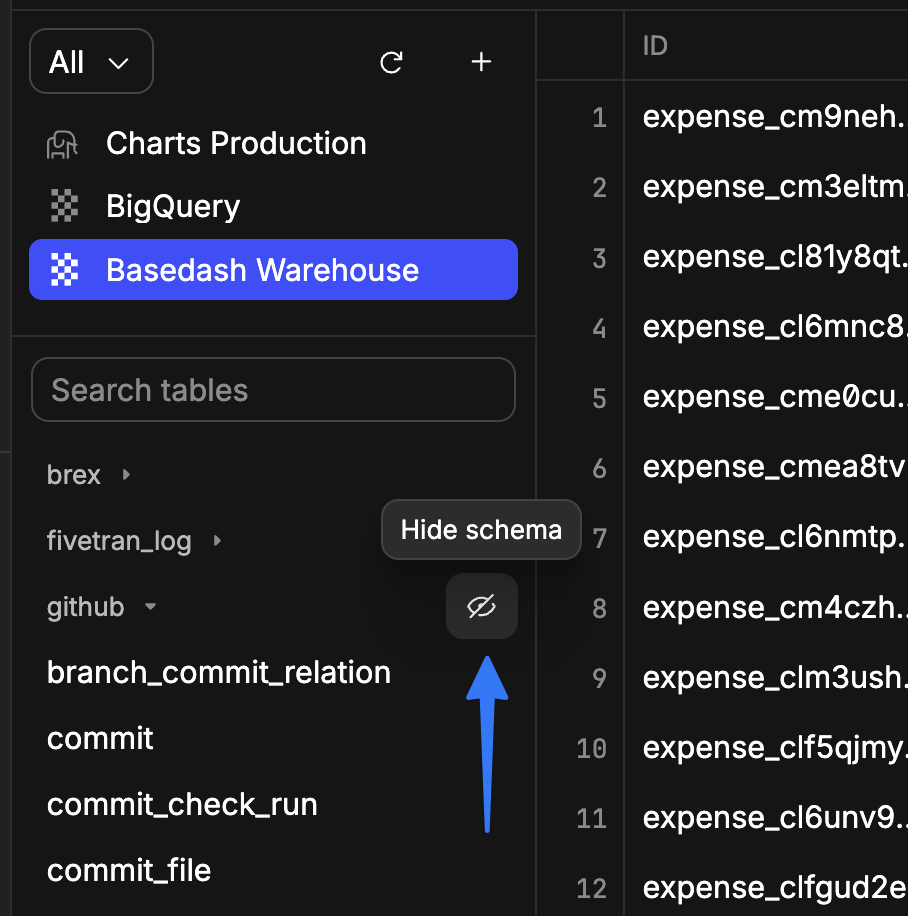 All
Charts Production
BigQuery
Basedash Warehouse
Search tables
brex
fivetran_log
Hide schema
github
branch_commit_relation
commit
commit_check_run
commit_file
ID
1 expense_cm9neh.
2 expense_cm3eltm.
3 expense_cl81y8qt.
4 expense_cl6mnc8.
5 expense_cme0cu..
6 expense_cmea8tv
7 expense_cl6nmtp.
8 expense_cm4czh..
9 expense_clm3ush.
10 expense_clf5qjmy.
11 expense_cl6unv9..
12 expense_clfgud2e